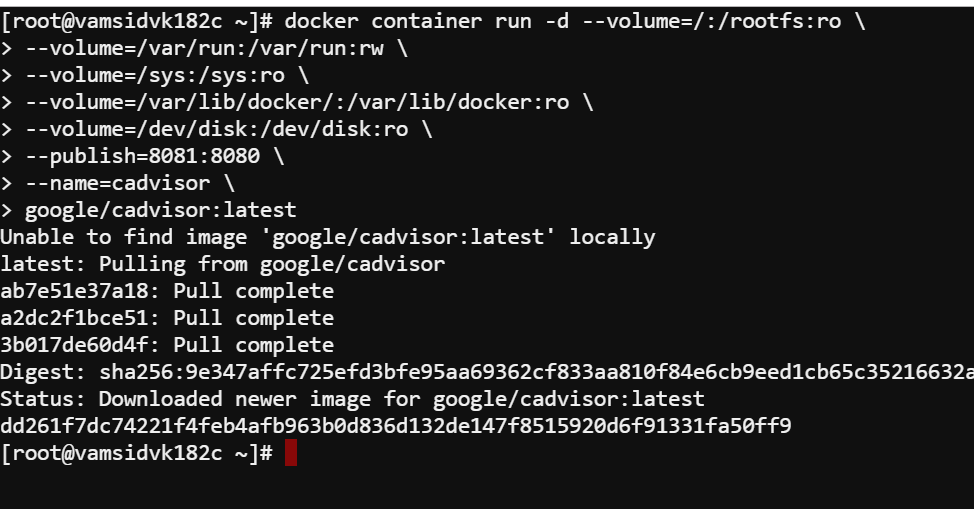 [root@vamsidvk182c ~]# docker container run -d --volume=/:/rootfs:ro \
> --volume=/var/run:/var/run:rw \
> --volume=/sys:/sys:ro \
> --volume=/var/lib/docker/:/var/lib/docker:ro \
> --volume=/dev/disk:/dev/disk:ro \
> --publish=8081:8080 \
> --name=cadvisor \
> google/cadvisor:latest
Unable to find image 'google/cadvisor:latest' locally
latest: Pulling from google/cadvisor
ab7e51e37a18: Pull complete
a2dc2f1bce51: Pull complete
3b017de60d4f: Pull complete
Digest: sha256:9e347affc725efd3bfe95aa69362cf833aa810f84e6cb9eed1cb65c35216632a
Status: Downloaded newer image for google/cadvisor:latest
dd261f7dc74221f4feb4afb963b0d836d132de147f8515920d6f91331fa50ff9
[root@vamsidvk182c ~]#